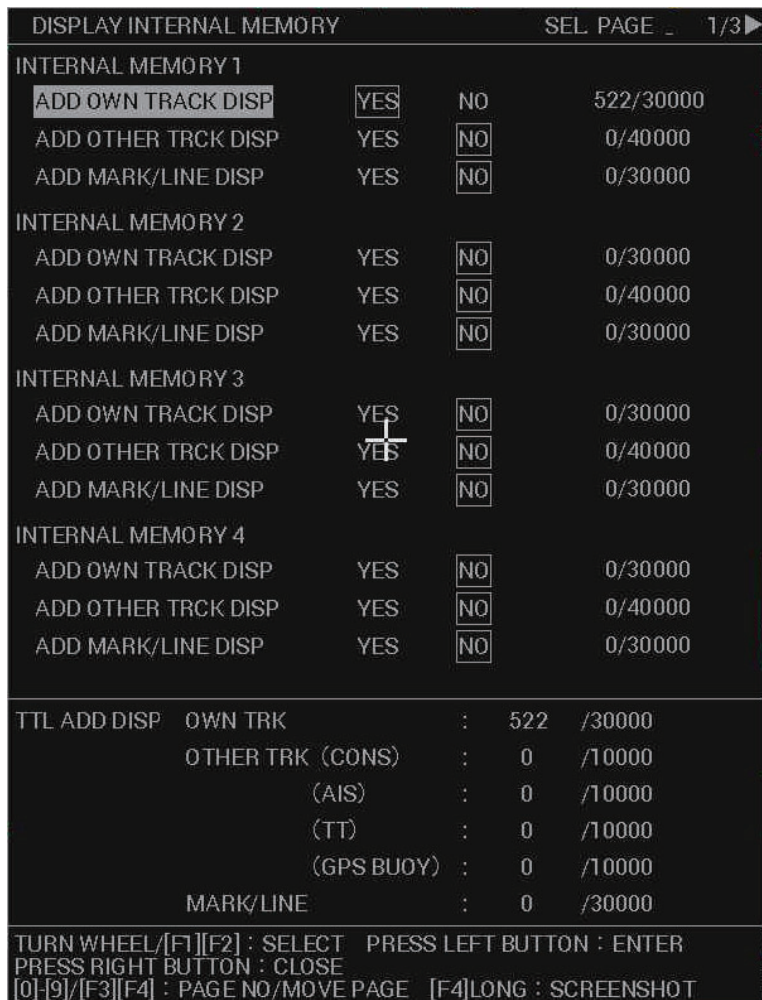 DISPLAY INTERNAL MEMORY SEL. PAGE _ 1/3▶
INTERNAL MEMORY 1
ADD OWN TRACK DISP YES NO 522/30000
ADD OTHER TRCK DISP YES NO 0/40000
ADD MARK/LINE DISP YES NO 0/30000
INTERNAL MEMORY 2
ADD OWN TRACK DISP YES NO 0/30000
ADD OTHER TRCK DISP YES NO 0/40000
ADD MARK/LINE DISP YES NO 0/30000
INTERNAL MEMORY 3
ADD OWN TRACK DISP YES NO 0/30000
ADD OTHER TRCK DISP YES NO 0/40000
ADD MARK/LINE DISP YES NO 0/30000
INTERNAL MEMORY 4
ADD OWN TRACK DISP YES NO 0/30000
ADD OTHER TRCK DISP YES NO 0/40000
ADD MARK/LINE DISP YES NO 0/30000
TTL ADD DISP OWN TRK : 522 /30000
OTHER TRK (CONS) : 0 /10000
(AIS) : 0 /10000
(TT) : 0 /10000
(GPS BUOY) : 0 /10000
MARK/LINE : 0 /30000
TURN WHEEL/[F1][F2] : SELECT PRESS LEFT BUTTON : ENTER
PRESS RIGHT BUTTON : CLOSE
[0]-[9]/[F3][F4] : PAGE NO/MOVE PAGE [F4]LONG : SCREENSHOT